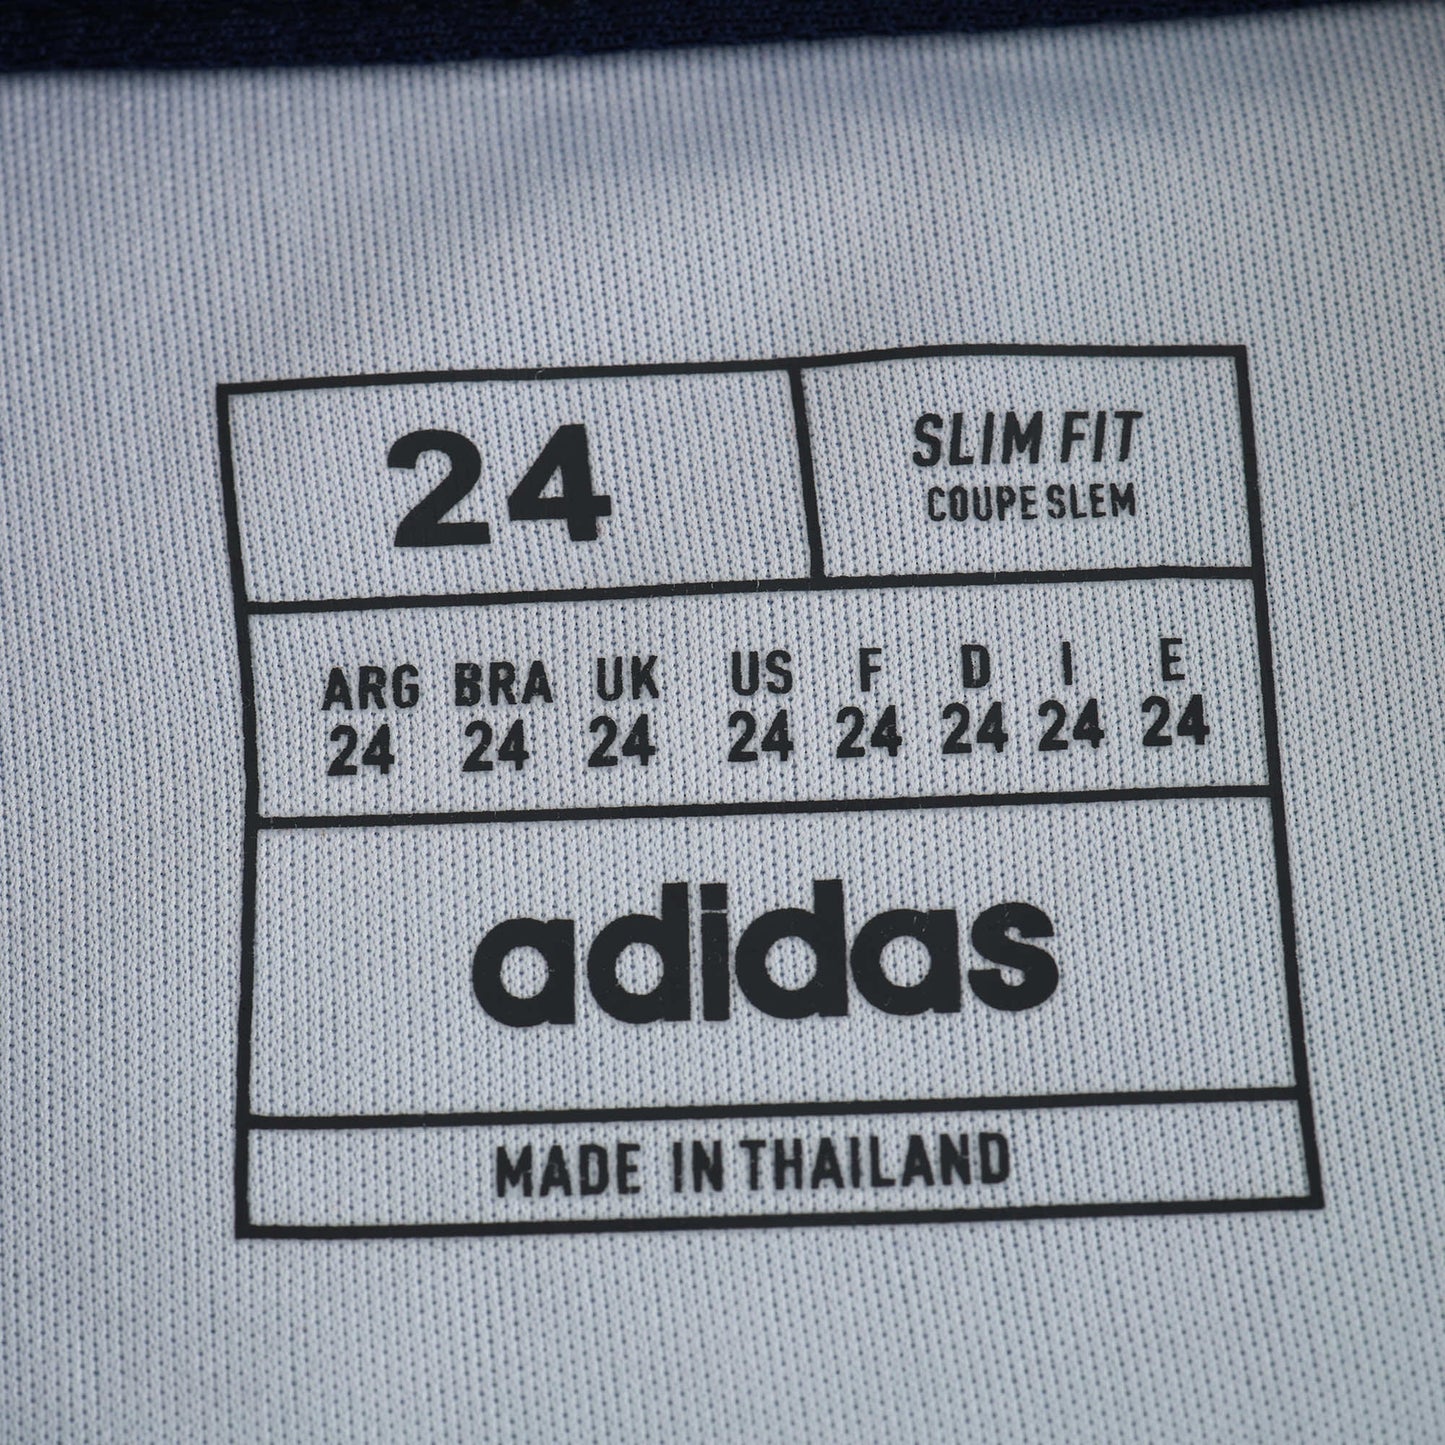 24
SLIM FIT
COUPE SLEM
ARG BRA UK US F D I E
24 24 24 24 24 24 24 24
adidas
MADE IN THAILAND